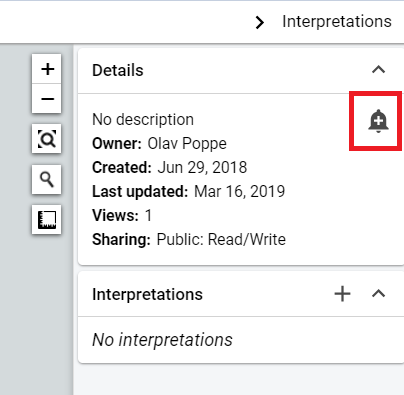 Interpretations
Details
No description
Owner: Olav Poppe
Created: Jun 29, 2018
Last updated: Mar 16, 2019
Views: 1
Sharing: Public: Read/Write
Interpretations
No interpretations